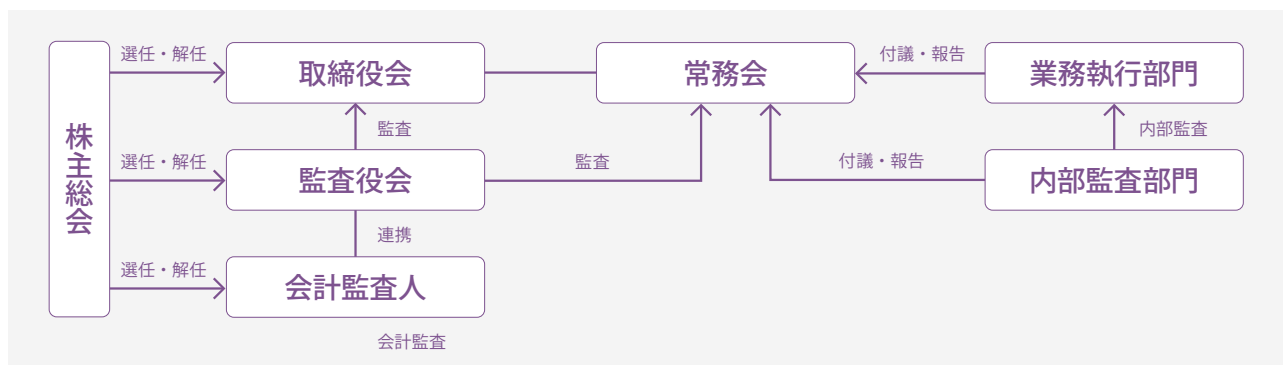 株主総会
選任・解任
取締役会
常務会
付議・報告
業務執行部門
監査
内部監査
選任・解任
監査役会
監査
付議・報告
内部監査部門
連携
選任・解任
会計監査人
会計監査